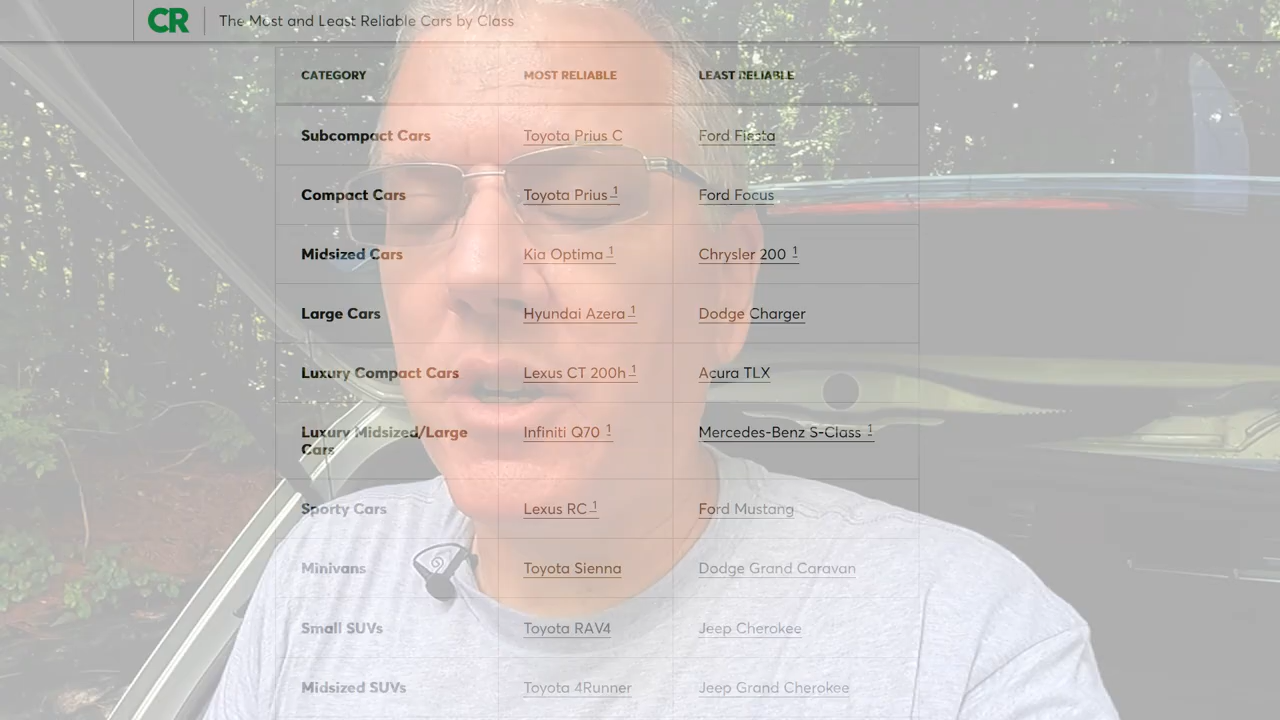 CR The Most and Least Reliable Cars by Class
CATEGORY MOST RELIABLE LEAST RELIABLE
Subcompact Cars Toyota Prius C Ford Fiesta
Compact Cars Toyota Prius 1 Ford Focus
Midsized Cars Kia Optima 1 Chrysler 200 1
Large Cars Hyundai Azera 1 Dodge Charger
Luxury Compact Cars Lexus CT 200h 1 Acura TLX
Luxury Midsized/Large Infiniti Q70 1 Mercedes-Benz S-Class 1
Cars
Sporty Cars Lexus RC 1 Ford Mustang
Minivans Toyota Sienna Dodge Grand Caravan
Small SUVs Toyota RAV4 Jeep Cherokee
Midsized SUVs Toyota 4Runner Jeep Grand Cherokee